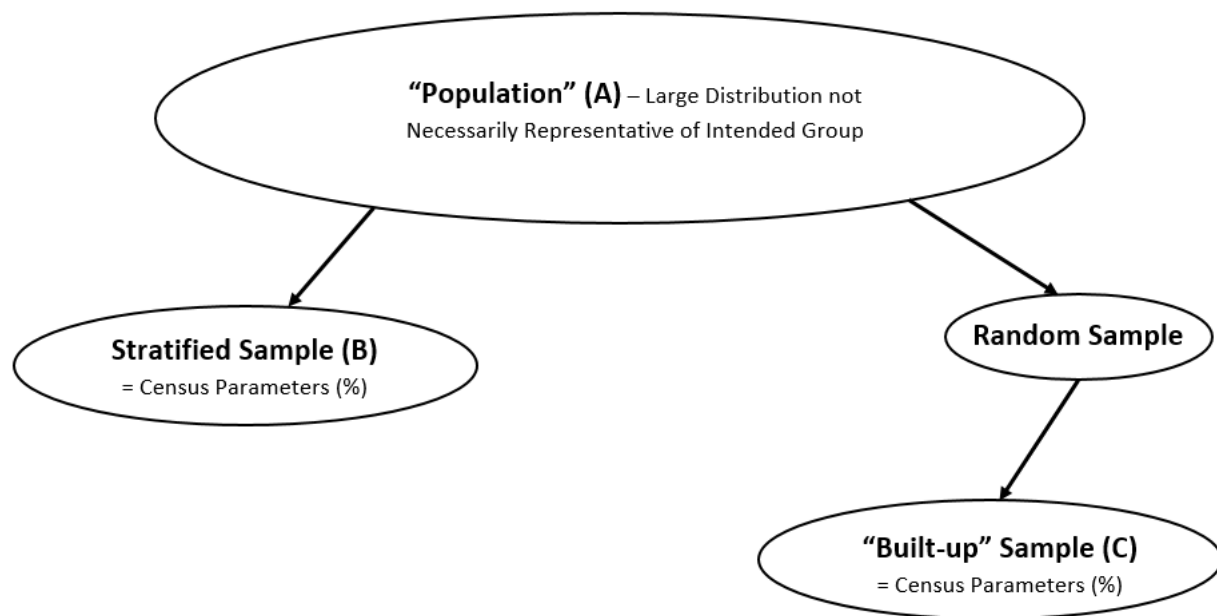 “Population” (A) – Large Distribution not
Necessarily Representative of Intended Group
Stratified Sample (B)
= Census Parameters (%)
Random Sample
“Built-up” Sample (C)
= Census Parameters (%)